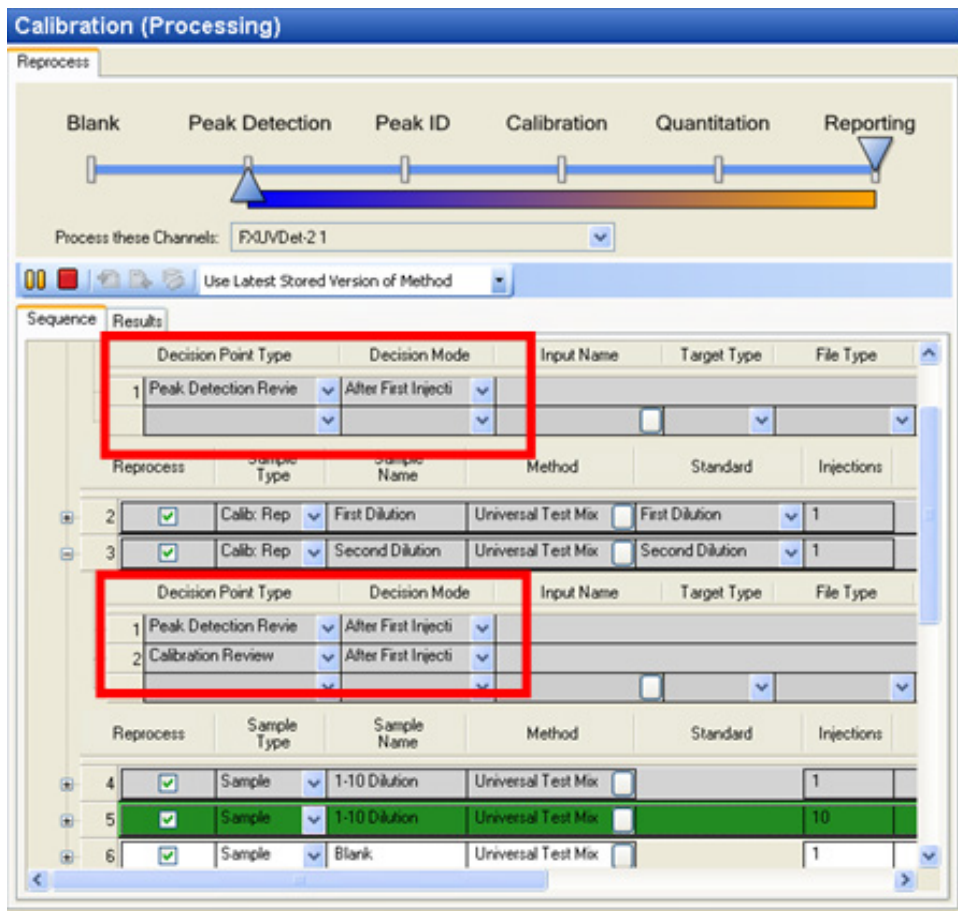 Calibration (Processing)
Reprocess
Blank Peak Detection Peak ID Calibration Quantitation Reporting
Process these Channels: FXUVDet-2 1
Use Latest Stored Version of Method
Sequence Results
Decision Point Type Decision Mode Input Name Target Type File Type
1 Peak Detection Revie After First Injecti
Reprocess Sample Type Sample Name Method Standard Injections
2 Calib: Rep First Dilution Universal Test Mix First Dilution 1
3 Calib: Rep Second Dilution Universal Test Mix Second Dilution 1
Decision Point Type Decision Mode Input Name Target Type File Type
1 Peak Detection Revie After First Injecti
2 Calibration Review After First Injecti
Reprocess Sample Type Sample Name Method Standard Injections
4 Sample 1-10 Dilution Universal Test Mix 1
5 Sample 1-10 Dilution Universal Test Mix 10
6 Sample Blank Universal Test Mix 1